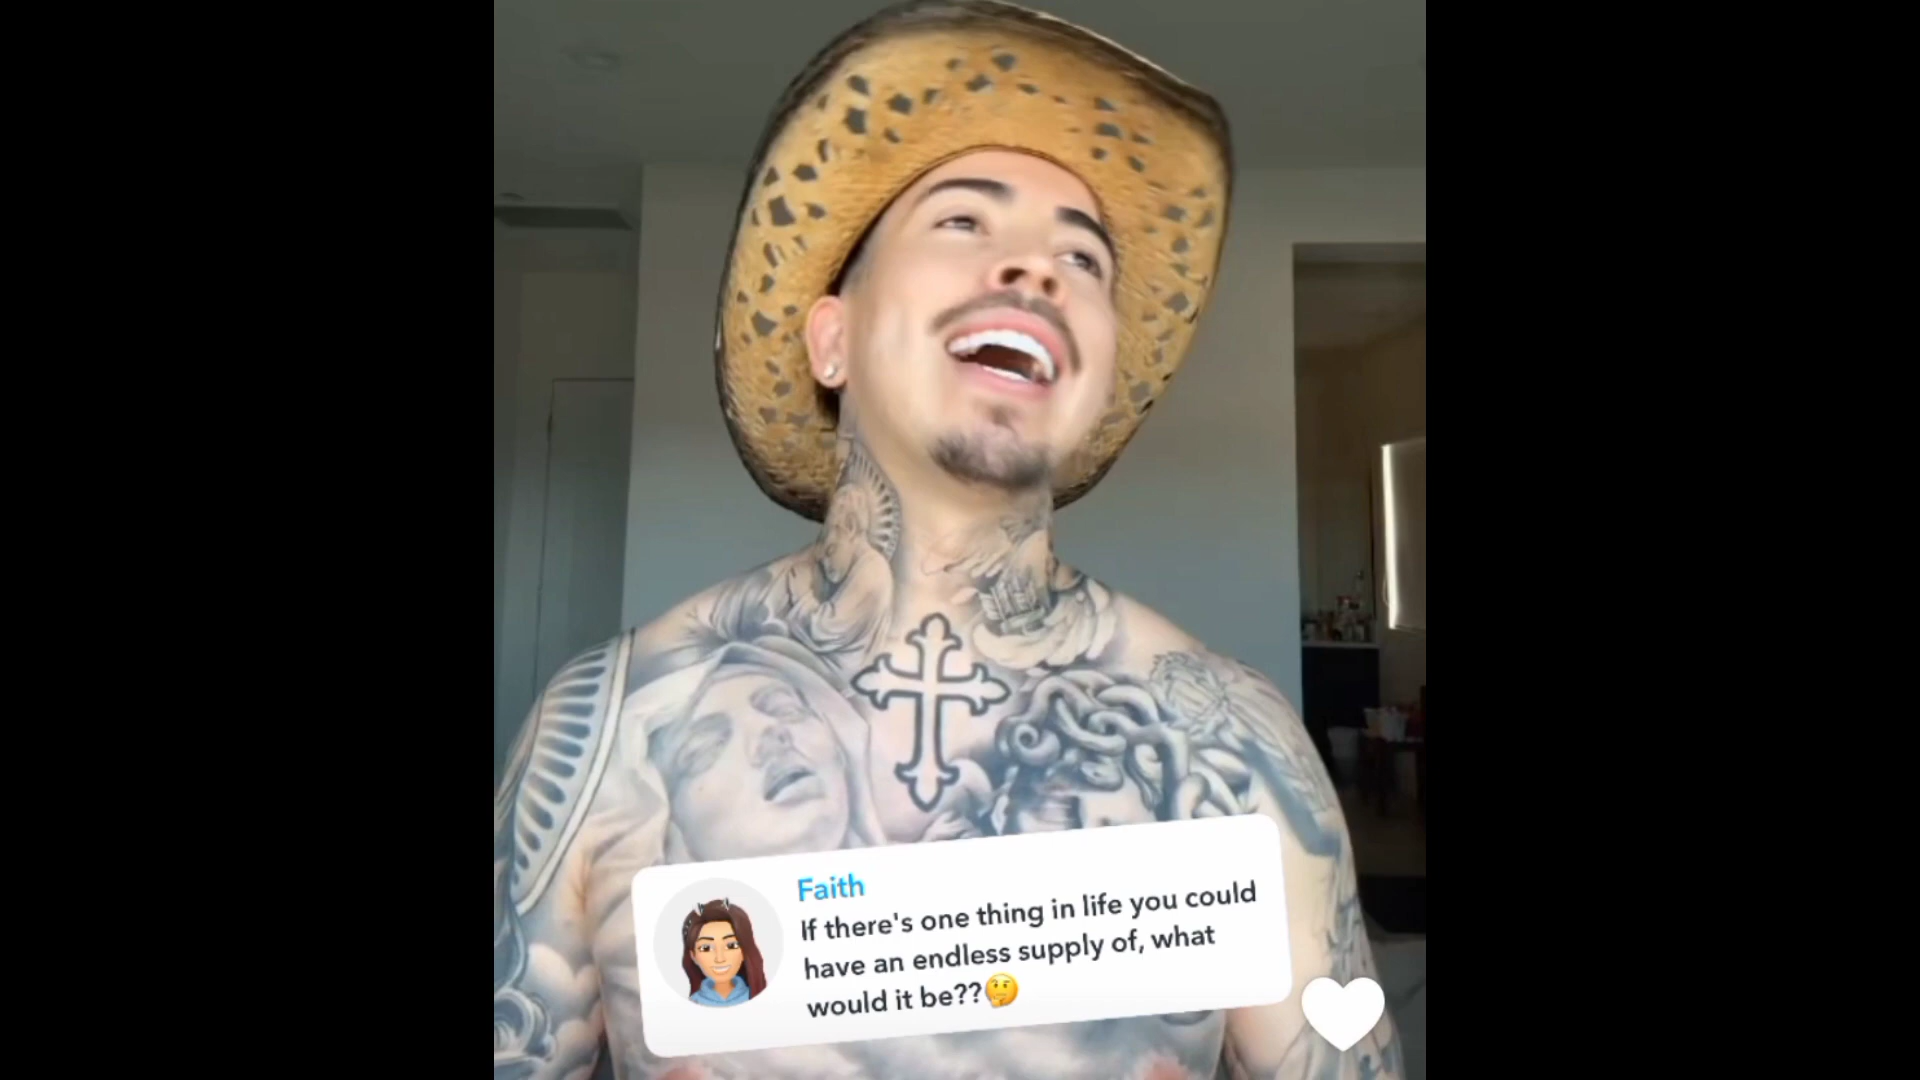 Faith
If there's one thing in life you could
have an endless supply of, what
would it be??🤔